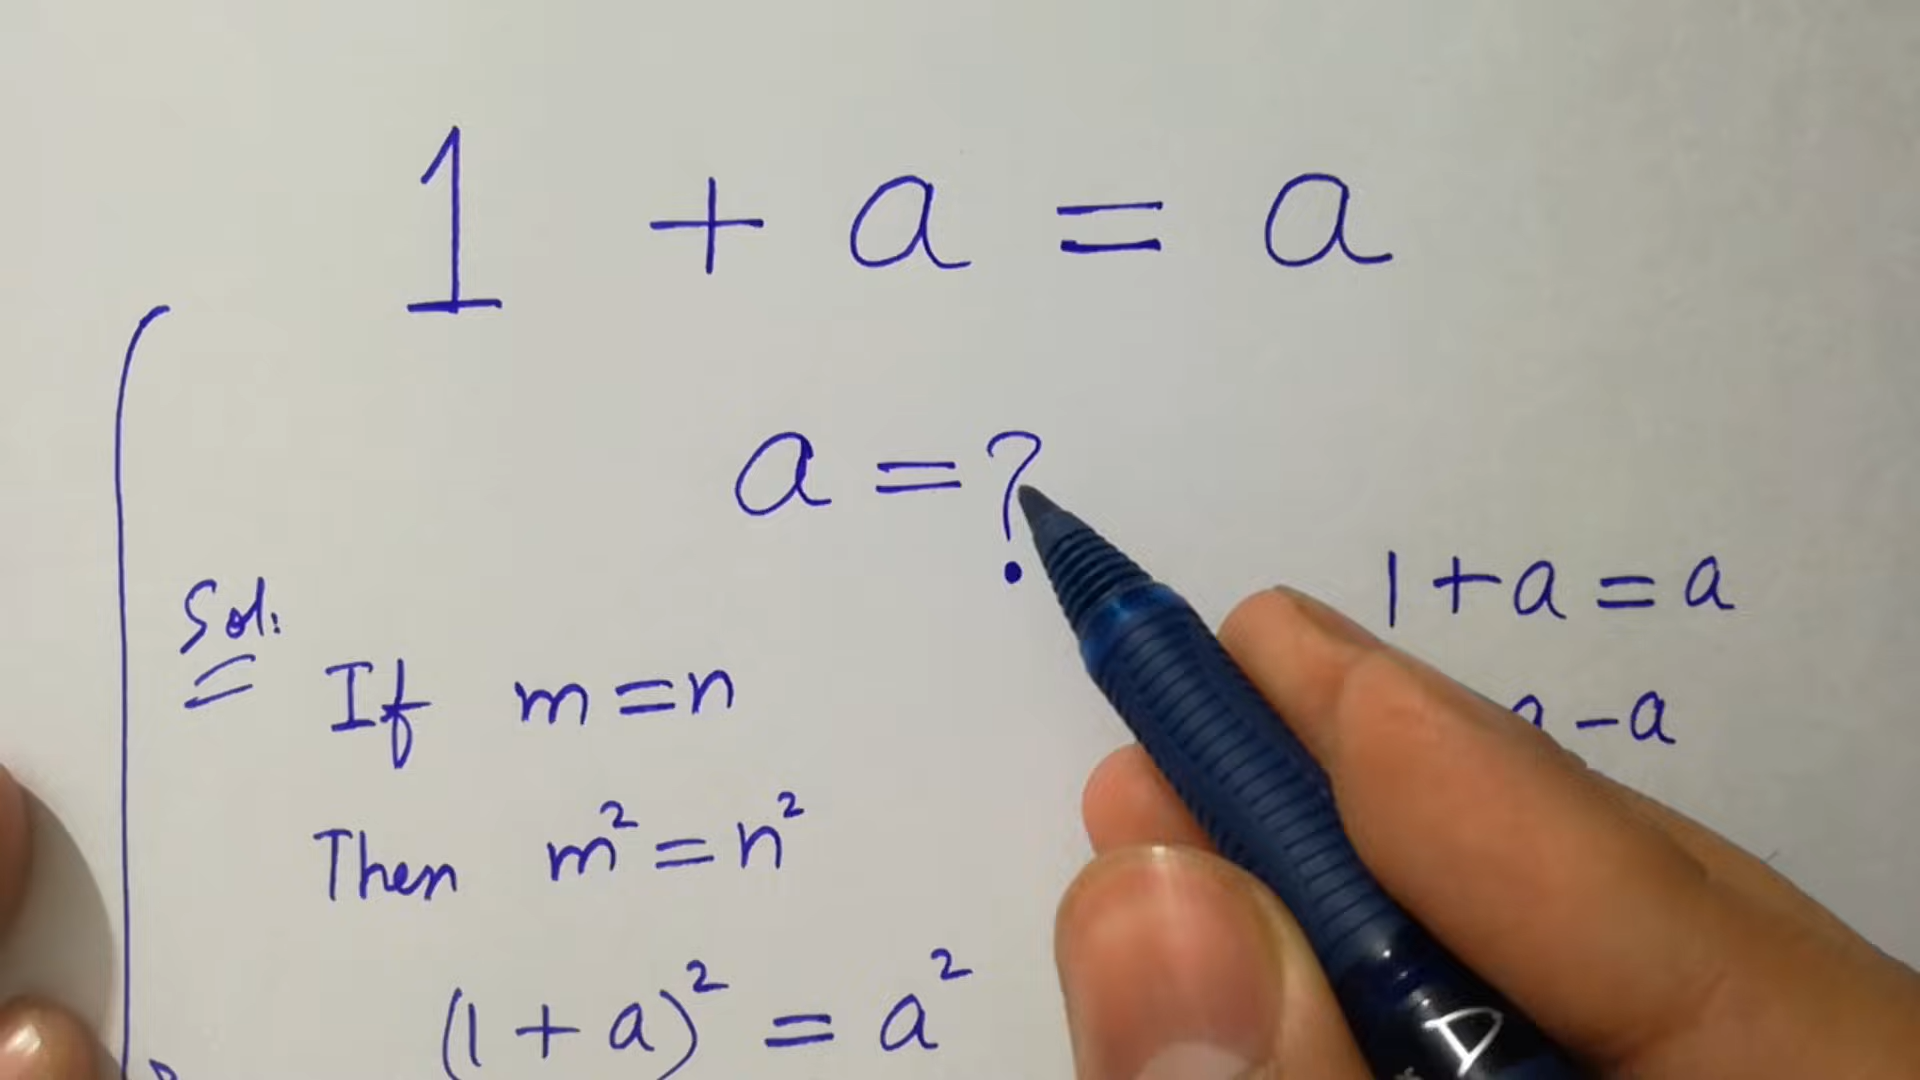 1 + a = a
a = ?
Sol:
If m = n
Then m² = n²
(1 + a)² = a²
1 + a = a
- a